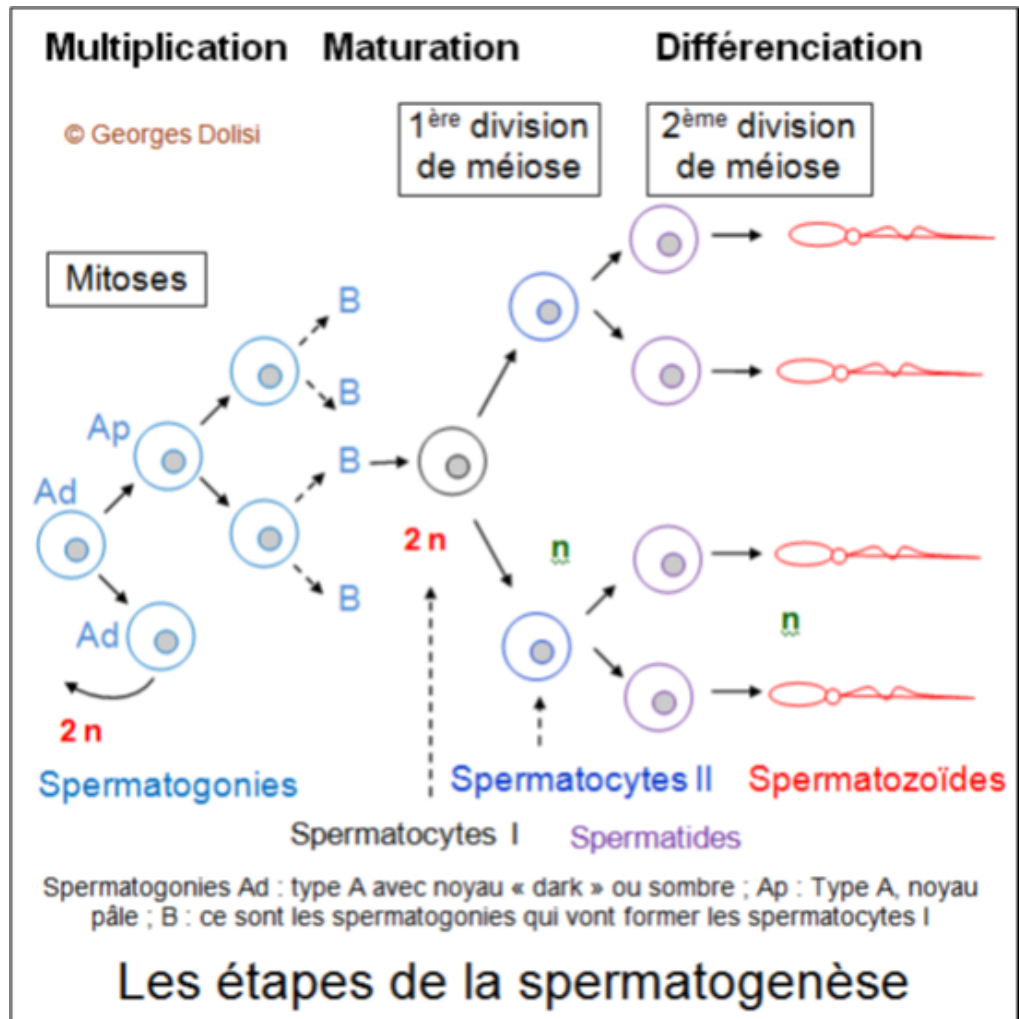 Multiplication Maturation Différenciation
© Georges Dolisi
1ère division
de méiose
2ème division
de méiose
Mitoses
B
B
Ap
B
Ad
2 n
n
B
Ad
n
2 n
Spermatogonies
Spermatocytes II
Spermatozoïdes
Spermatocytes I
Spermatides
Spermatogonies Ad : type A avec noyau « dark » ou sombre ; Ap : Type A, noyau
pâle ; B : ce sont les spermatogonies qui vont former les spermatocytes I
Les étapes de la spermatogenèse